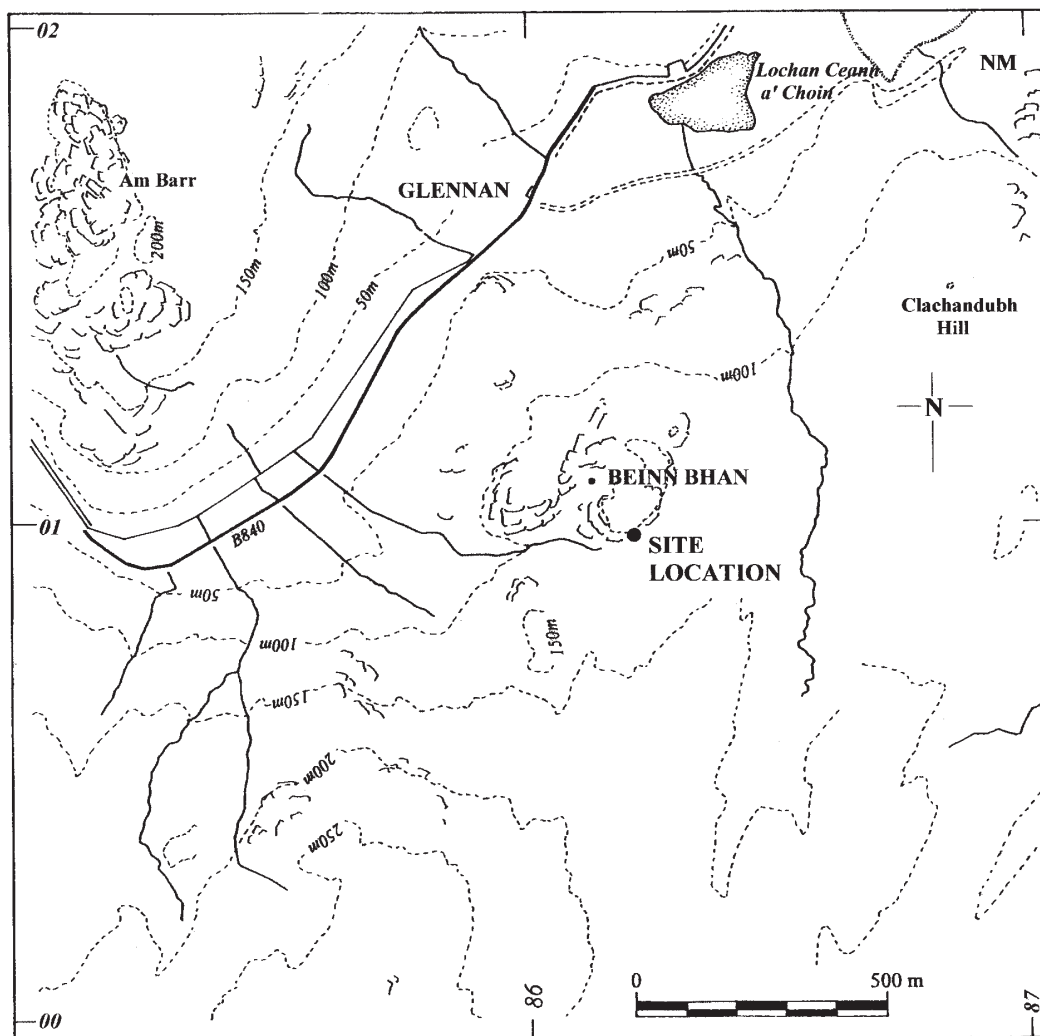 02
Lochan Ceann
a' Choin
NM
Am Barr
GLENNAN
200m
150m
100m
50m
50m
Clachandubh
Hill
100m
N
BEINN BHAN
01
B840
SITE
LOCATION
50m
100m
150m
150m
200m
250m
0
500 m
86
87
00